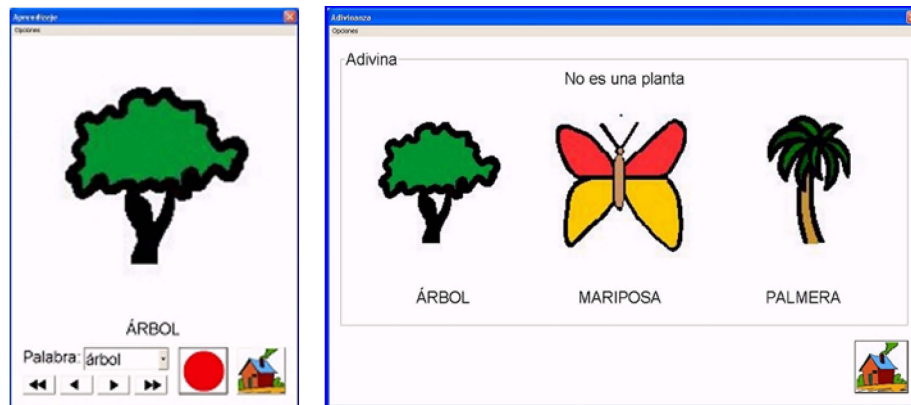 Aprendizaje
Opciones
ÁRBOL
Palabra: árbol
Adivinanza
Opciones
Adivina
No es una planta
ÁRBOL MARIPOSA PALMERA